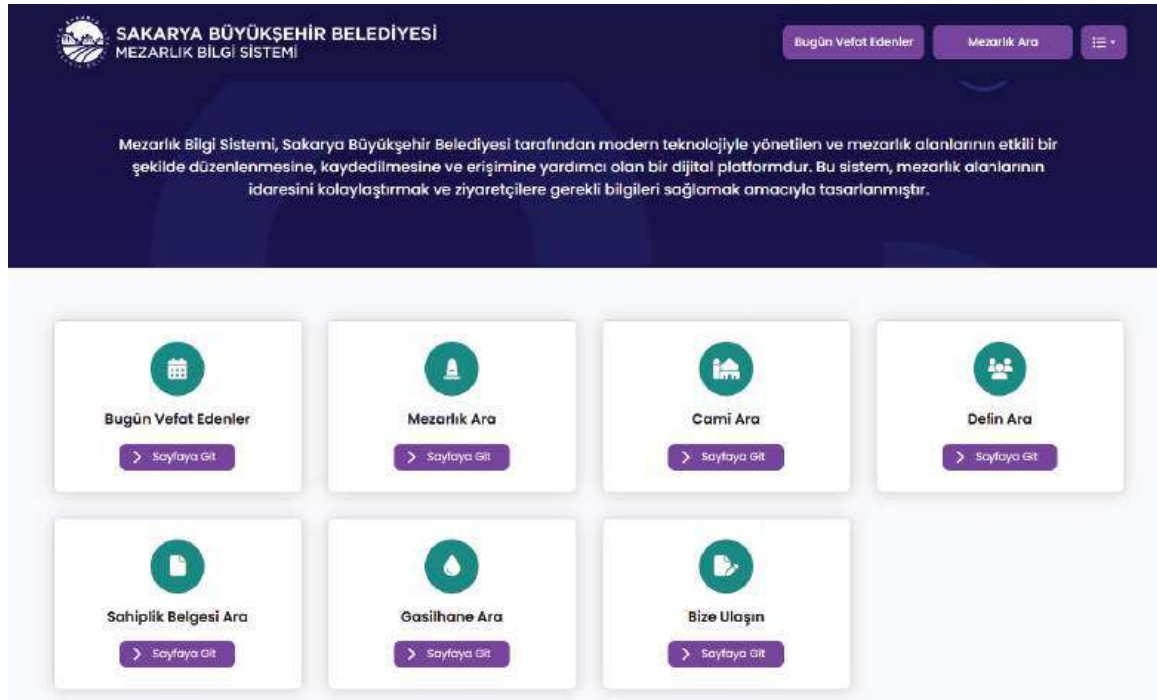 SAKARYA BÜYÜKŞEHİR BELEDİYESİ
MEZARLIK BİLGİ SİSTEMİ
Bugün Vefat Edenler
Mezarlık Ara
Mezarlık Bilgi Sistemi, Sakarya Büyükşehir Belediyesi tarafından modern teknolojiyle yönetilen ve mezarlık alanlarının etkili bir
şekilde düzenlenmesine, kaydedilmesine ve erişimine yardımcı olan bir dijital platformdur. Bu sistem, mezarlık alanlarının
idaresini kolaylaştırmak ve ziyaretçilere gerekli bilgileri sağlamak amacıyla tasarlanmıştır.
Bugün Vefat Edenler
Sayfaya Git
Mezarlık Ara
Sayfaya Git
Cami Ara
Sayfaya Git
Defin Ara
Sayfaya Git
Sahiplik Belgesi Ara
Sayfaya Git
Gasilhane Ara
Sayfaya Git
Bize Ulaşın
Sayfaya Git